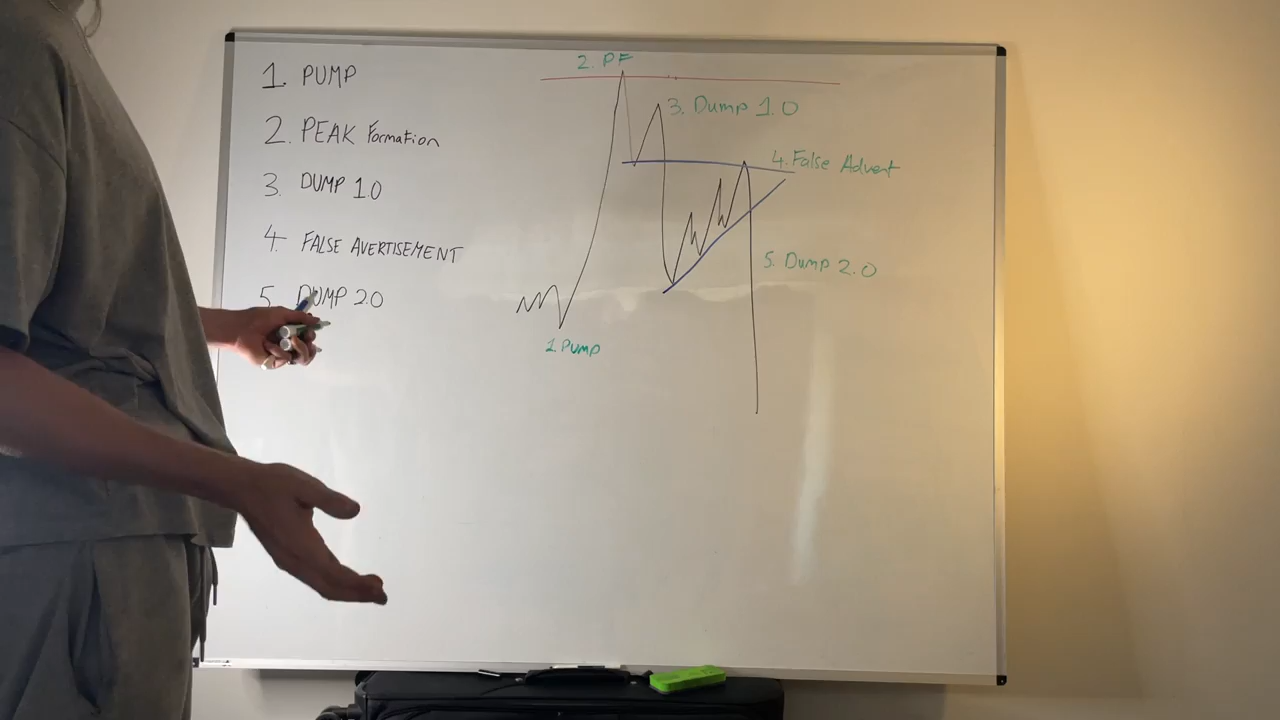 1. PUMP
2. PEAK Formation
3. DUMP 1.0
4. FALSE AVERTISEMENT
5. DUMP 2.0
2. PF
3. Dump 1.0
4. False Advert
5. Dump 2.0
1. PUMP